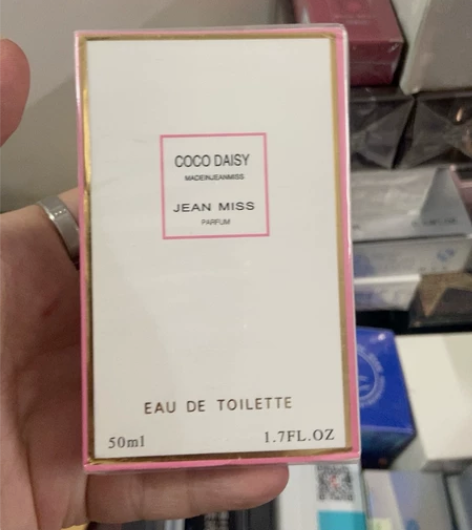 COCO DAISY
MADEINJEANMISS
JEAN MISS
PARFUM
EAU DE TOILETTE
50ml 1.7FL.OZ